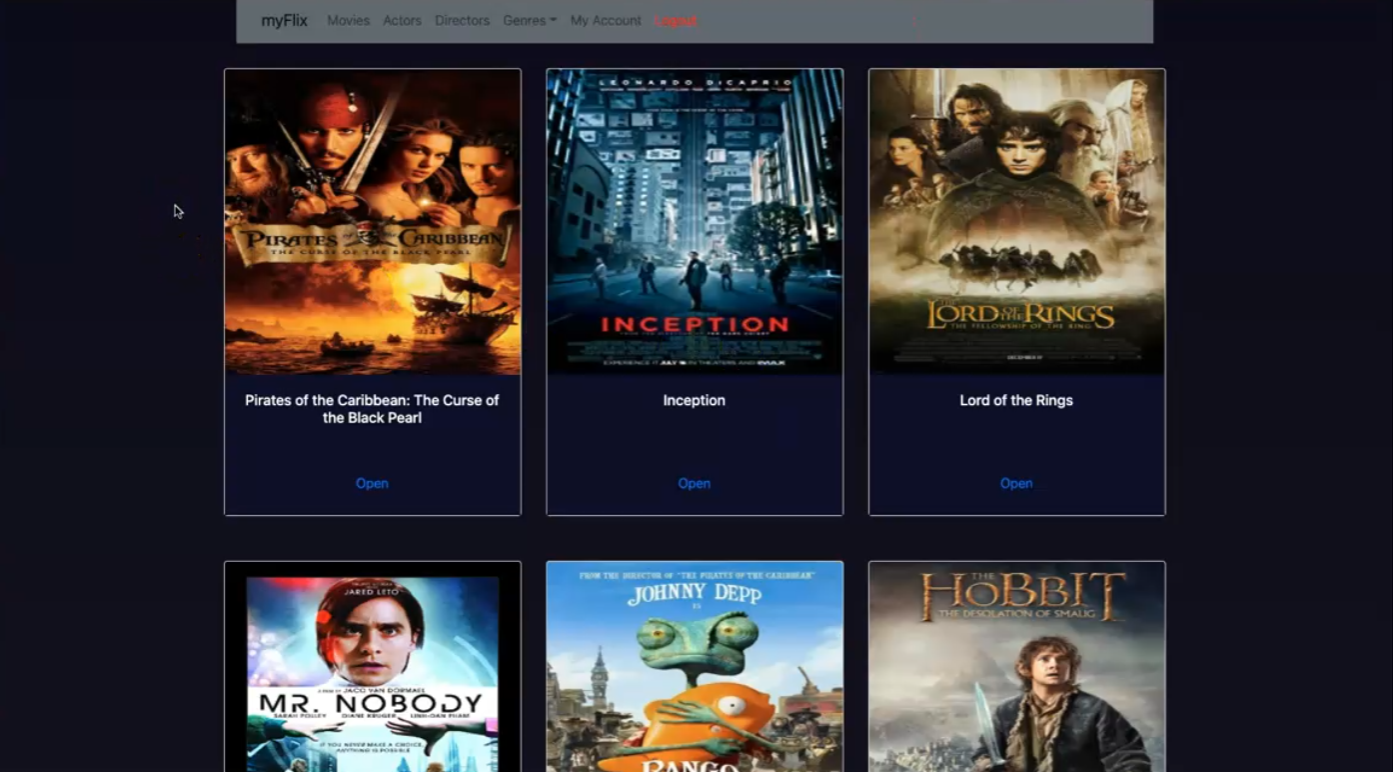 myFlix Movies Actors Directors Genres My Account Logout
PIRATES of the CARIBBEAN
THE CURSE OF THE BLACK PEARL
LEONARDO DICAPRIO
INCEPTION
THE LORD OF THE RINGS
THE FELLOWSHIP OF THE RING
Pirates of the Caribbean: The Curse of
the Black Pearl
Inception
Lord of the Rings
Open
Open
Open
JARED LETO
A FILM BY JACO VAN DORMAEL
MR. NOBODY
SARAH POLLEY DIANE KRUGER LINH-DAN PHAM
IF YOU NEVER MAKE A CHOICE,
ANYTHING IS POSSIBLE
FROM THE DIRECTOR OF "THE PIRATES OF THE CARIBBEAN"
JOHNNY DEPP
IS
RANGO
THE
HOBBIT
THE DESOLATION OF SMAUG